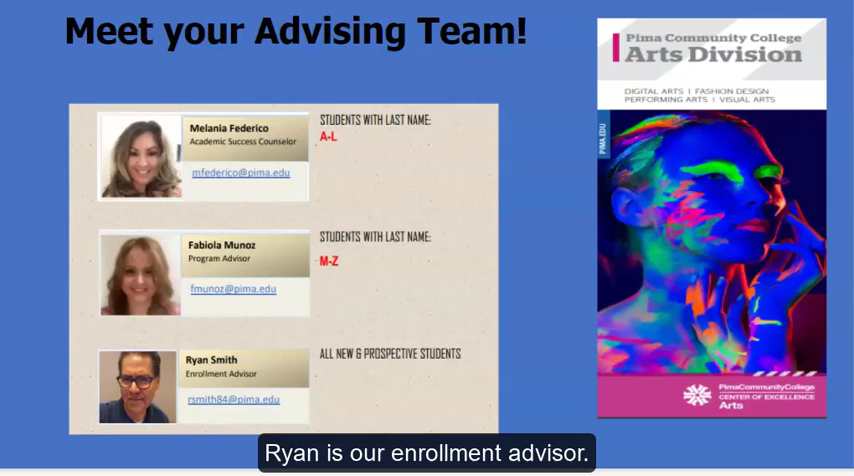 Meet your Advising Team!
Pima Community College
Arts Division
DIGITAL ARTS | FASHION DESIGN
PERFORMING ARTS | VISUAL ARTS
PIMA.EDU
Melania Federico
Academic Success Counselor
mfederico@pima.edu
STUDENTS WITH LAST NAME:
A-L
Fabiola Munoz
Program Advisor
fmunoz@pima.edu
STUDENTS WITH LAST NAME:
M-Z
Ryan Smith
Enrollment Advisor
rsmith84@pima.edu
ALL NEW & PROSPECTIVE STUDENTS
PimaCommunityCollege
CENTER OF EXCELLENCE
Arts
Ryan is our enrollment advisor.